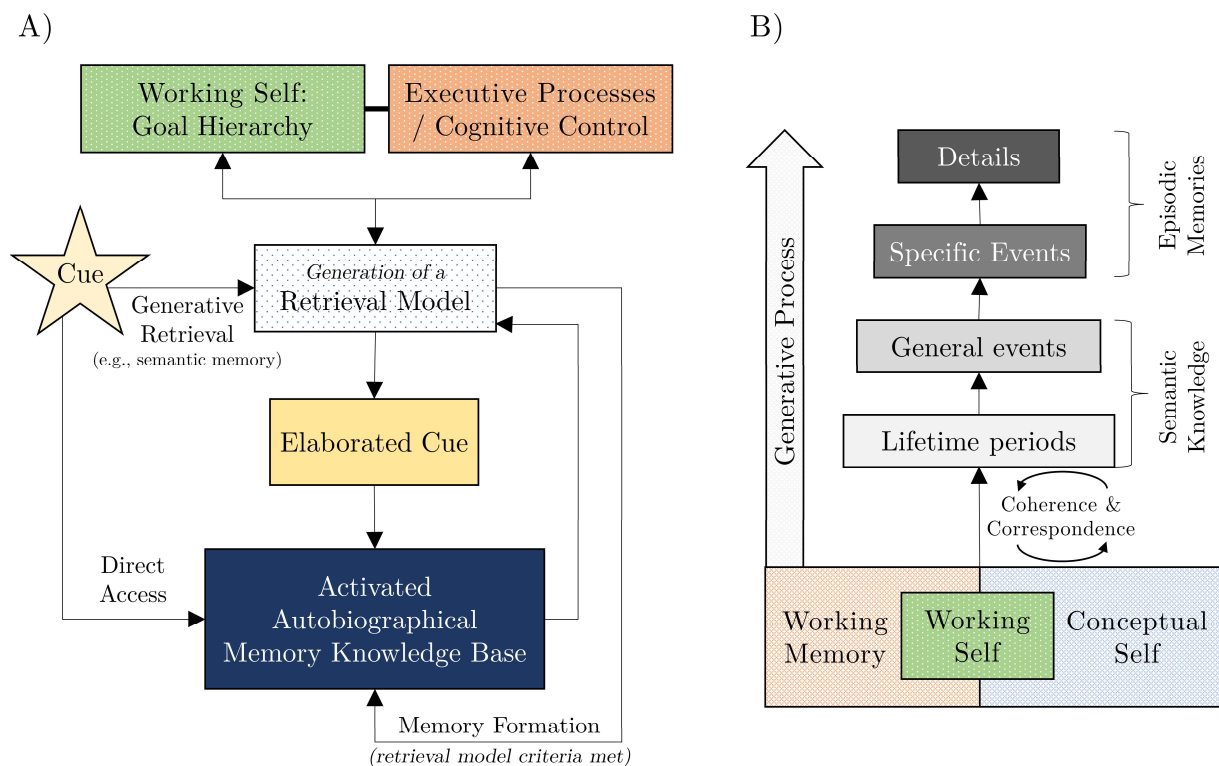 A)
Working Self:
Goal Hierarchy
Executive Processes
/ Cognitive Control
Cue
Generative
Retrieval
(e.g., semantic memory)
Generation of a
Retrieval Model
Elaborated Cue
Direct
Access
Activated
Autobiographical
Memory Knowledge Base
Memory Formation
(retrieval model criteria met)
B)
Generative Process
Details
Specific Events
Episodic
Memories
General events
Lifetime periods
Semantic
Knowledge
Coherence &
Correspondence
Working
Memory
Working
Self
Conceptual
Self